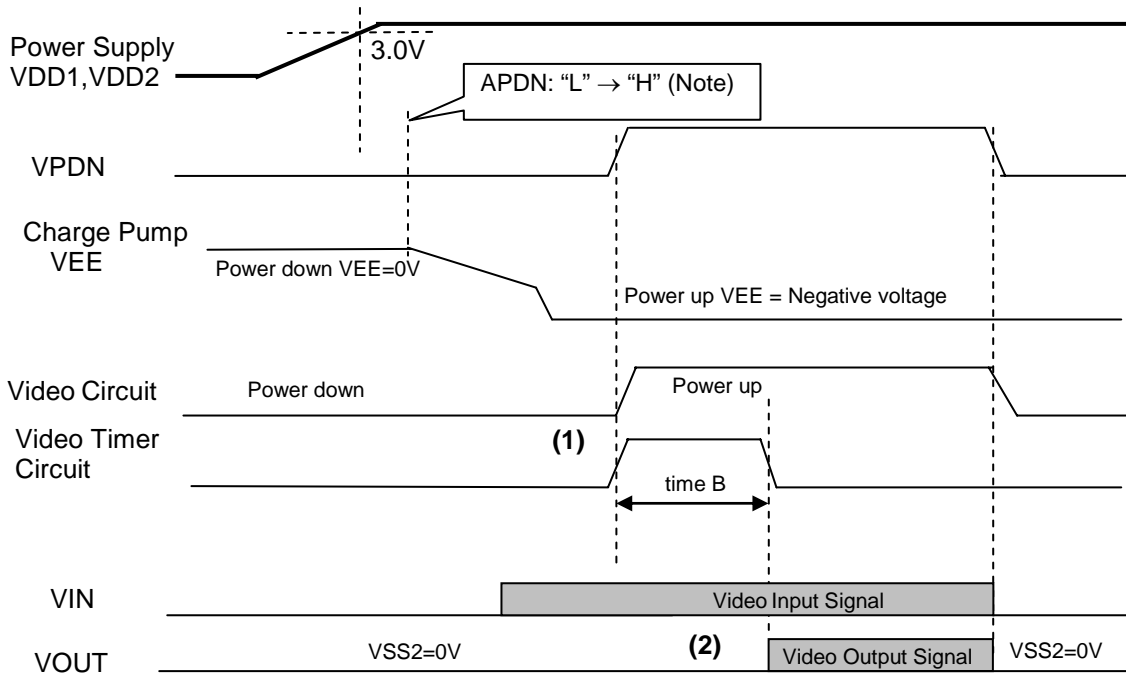 Power Supply
VDD1,VDD2
3.0V
APDN: “L” → “H” (Note)
VPDN
Charge Pump
VEE
Power down VEE=0V
Power up VEE = Negative voltage
Video Circuit
Power down
Power up
Video Timer
Circuit
(1)
time B
VIN
Video Input Signal
VOUT
VSS2=0V
(2)
Video Output Signal
VSS2=0V